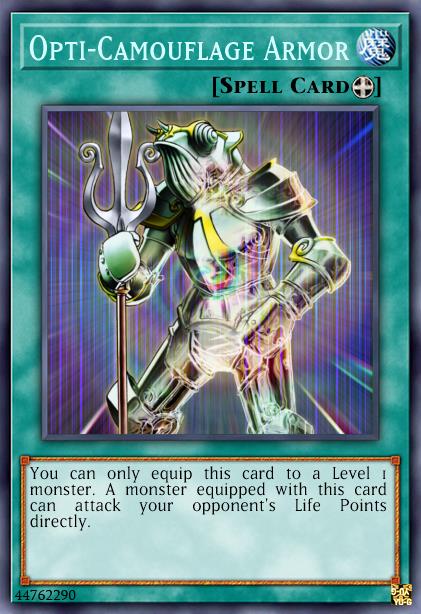 Opti-Camouflage Armor 魔
[Spell Card]
You can only equip this card to a Level 1
monster. A monster equipped with this card
can attack your opponent's Life Points
directly.
44762290